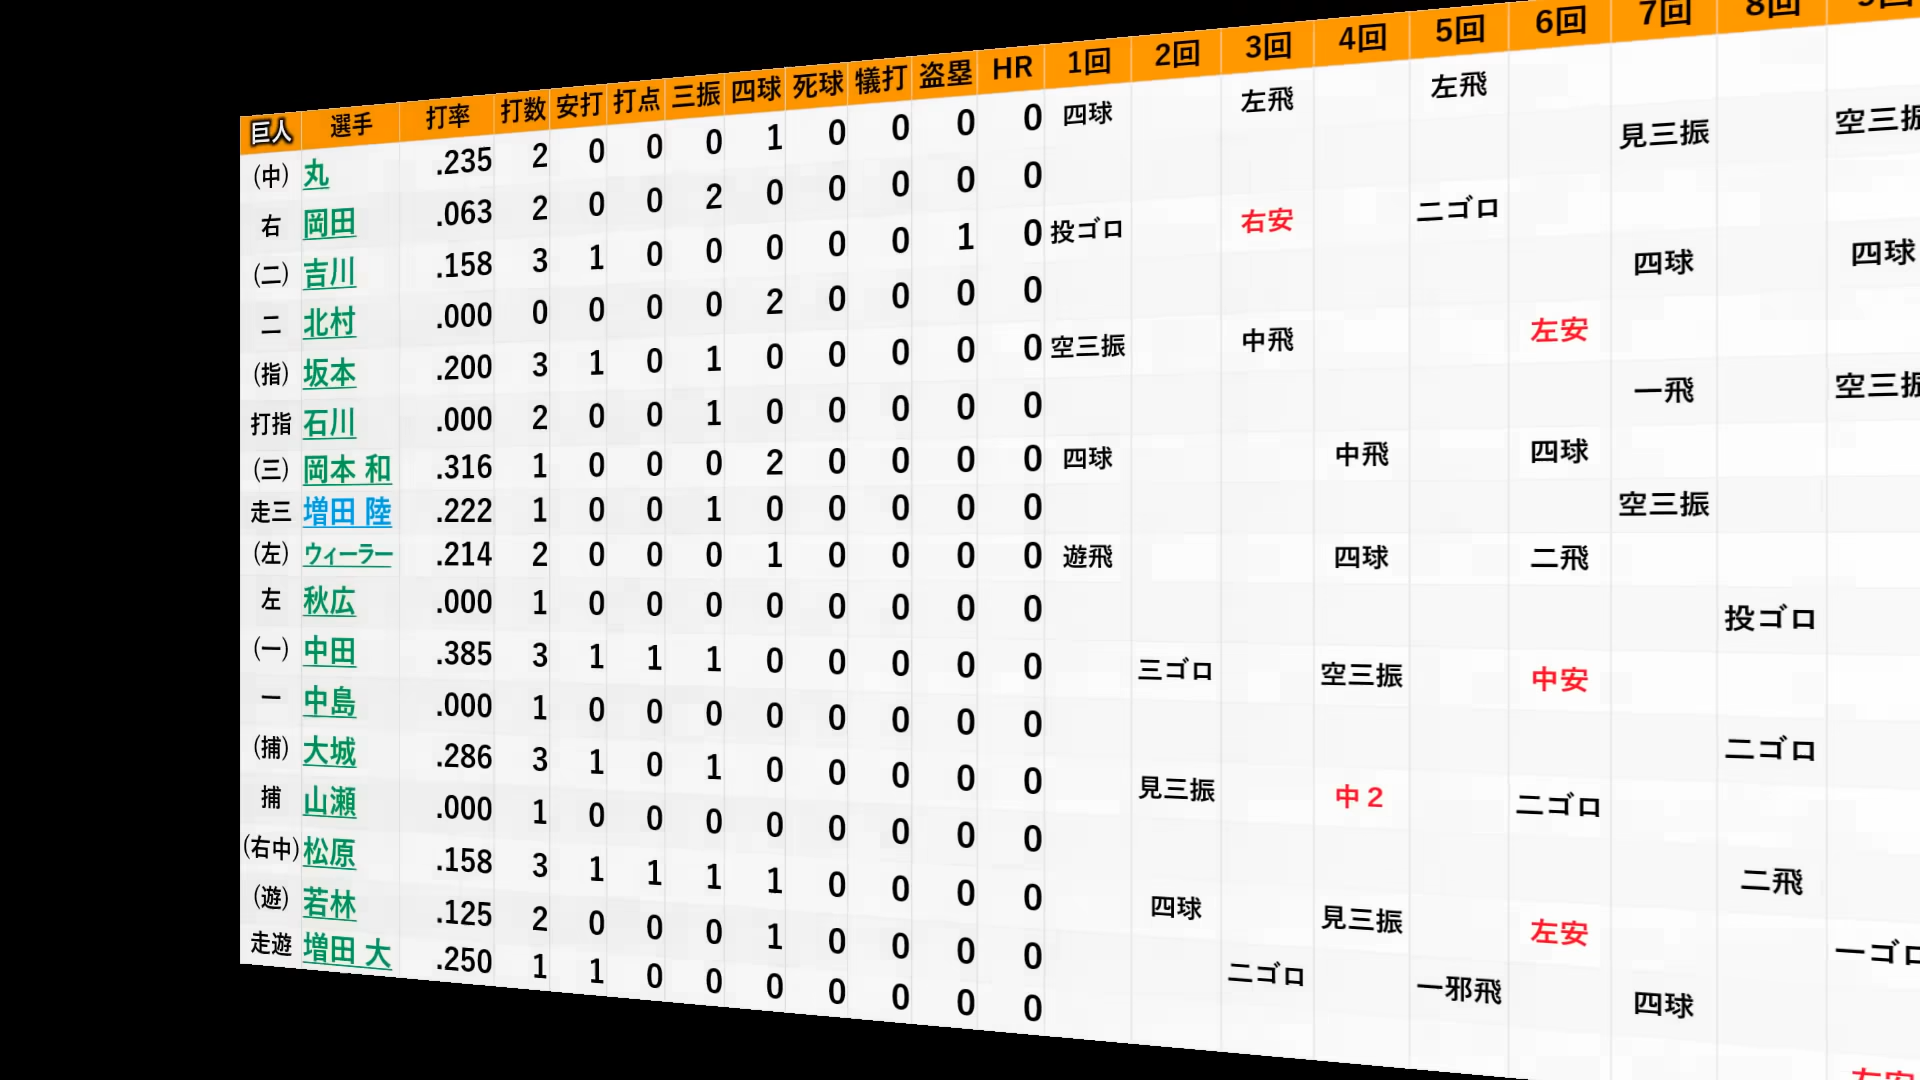 巨人 選手 打率 打数 安打 打点 三振 四球 死球 犠打 盗塁 HR 1回 2回 3回 4回 5回 6回 7回 8回
(中) 丸 .235 2 0 0 0 1 0 0 0 0 四球 左飛 左飛 見三振 空三振
右 岡田 .063 2 0 0 2 0 0 0 0 0
(二) 吉川 .158 3 1 0 0 0 0 0 1 0 投ゴロ 右安 二ゴロ 四球 四球
二 北村 .000 0 0 0 0 2 0 0 0 0
(指) 坂本 .200 3 1 0 1 0 0 0 0 0 空三振 中飛 左安 一飛 空三振
打指 石川 .000 2 0 0 1 0 0 0 0 0
(三) 岡本 和 .316 1 0 0 0 2 0 0 0 0 四球 中飛 四球
走三 増田 陸 .222 1 0 0 1 0 0 0 0 0 空三振
(左) ウィーラー .214 2 0 0 0 1 0 0 0 0 遊飛 四球 二飛
左 秋広 .000 1 0 0 0 0 0 0 0 0 投ゴロ
(一) 中田 .385 3 1 1 1 0 0 0 0 0 三ゴロ 空三振 中安
一 中島 .000 1 0 0 0 0 0 0 0 0 二ゴロ
(捕) 大城 .286 3 1 0 1 0 0 0 0 0 見三振 中２ 二ゴロ
捕 山瀬 .000 1 0 0 0 0 0 0 0 0 二飛
(右中) 松原 .158 3 1 1 1 1 0 0 0 0 四球 見三振 左安 一ゴロ
(遊) 若林 .125 2 0 0 0 1 0 0 0 0 二ゴロ 一邪飛 四球
走遊 増田 大 .250 1 1 0 0 0 0 0 0 0 右安